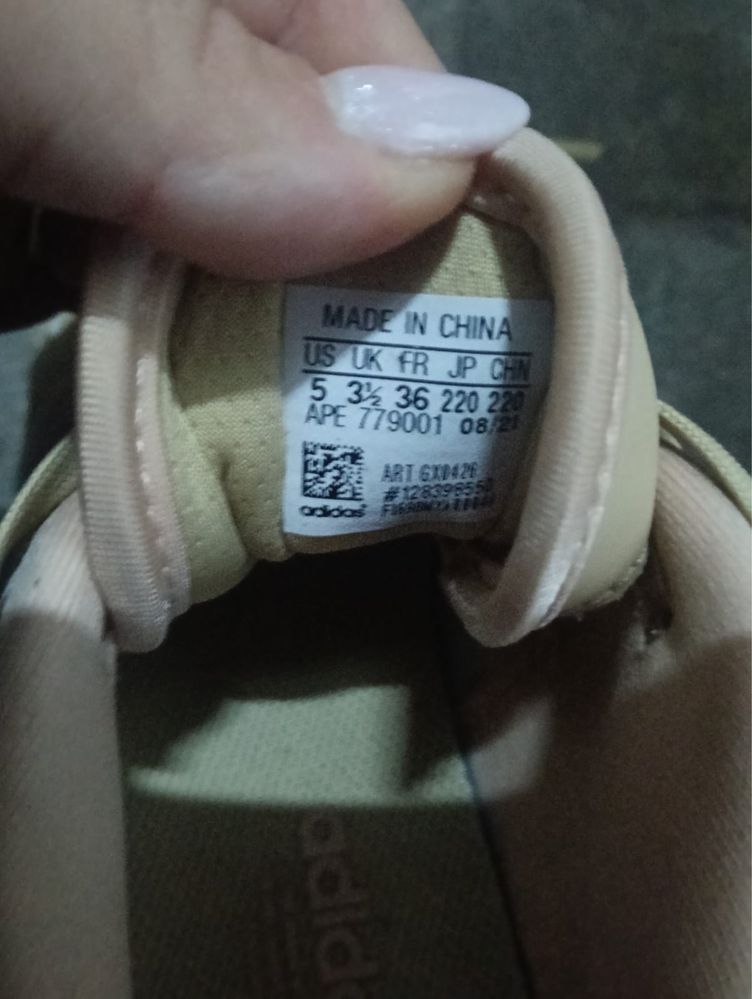 MADE IN CHINA
US UK FR JP CHN
5 3½ 36 220 220
APE 779001 08/21
ART GX0426
adidas
adidas